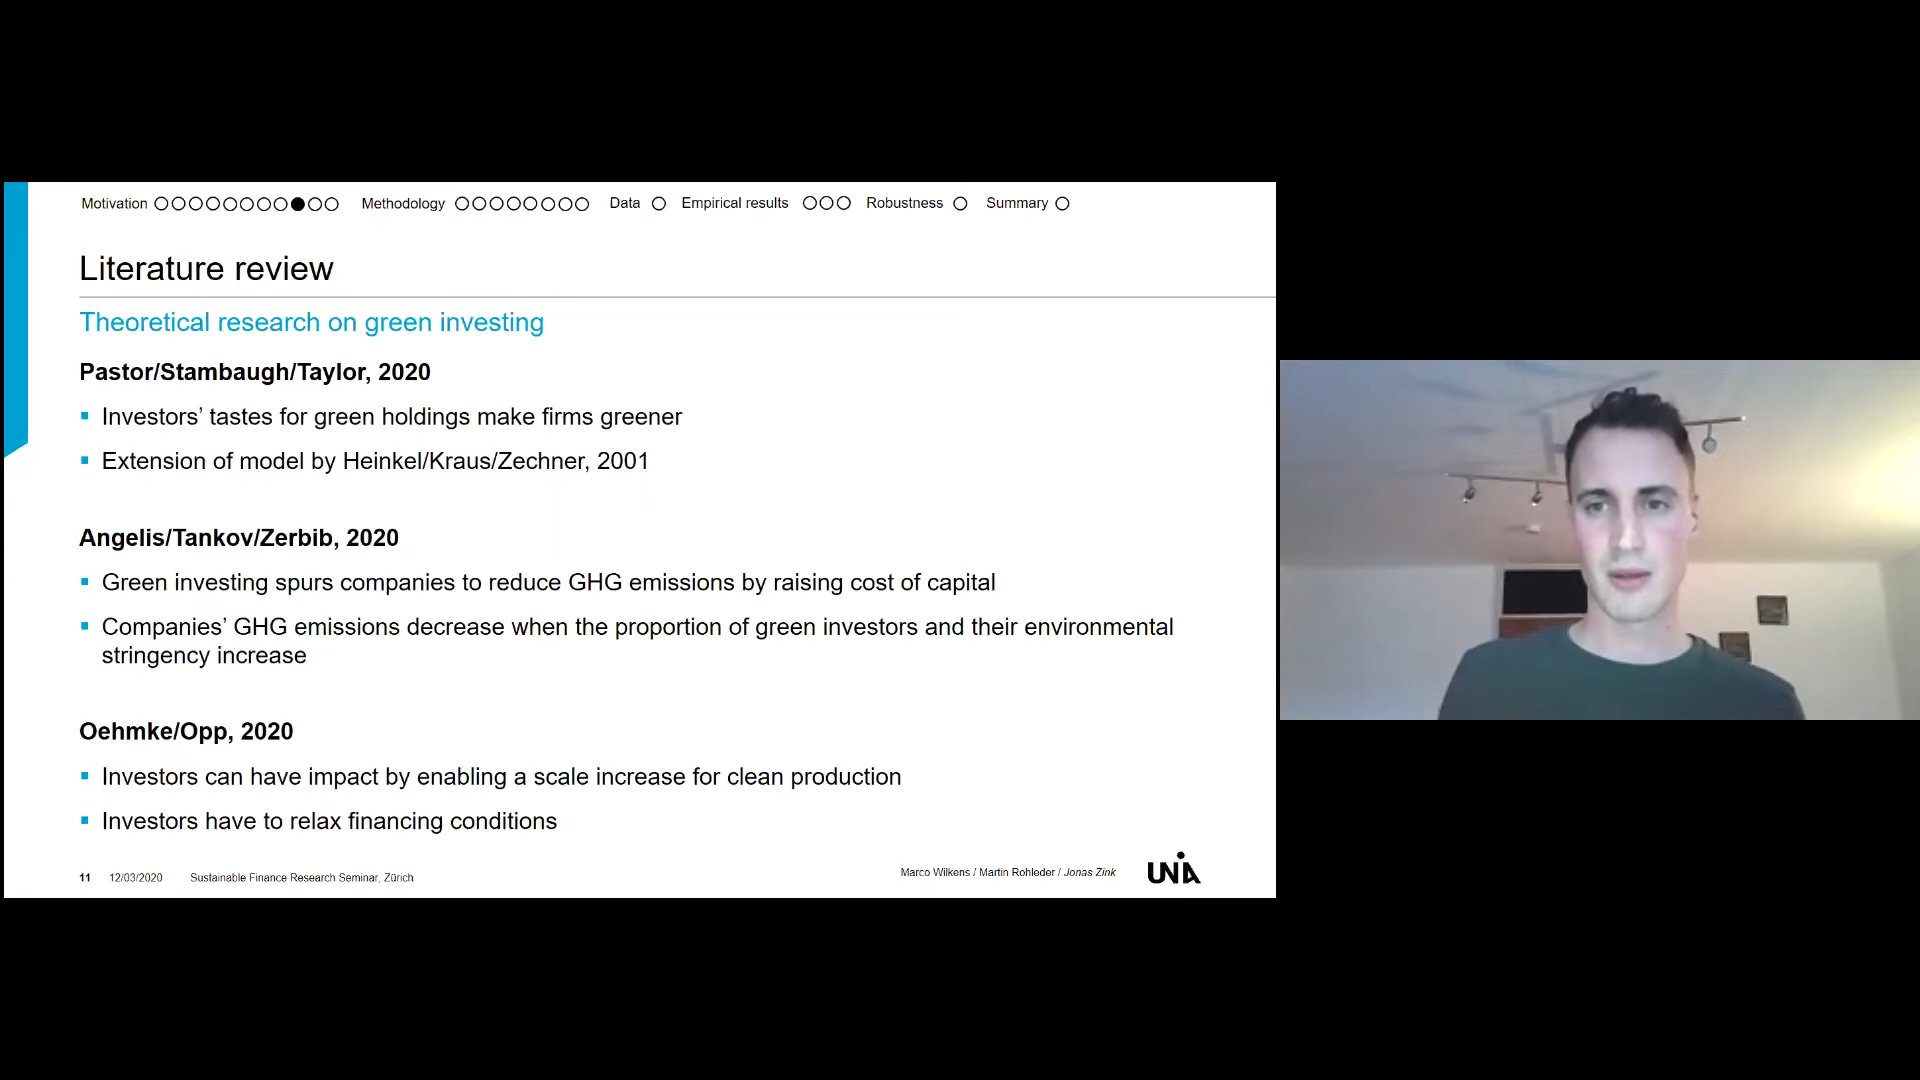 Motivation Methodology Data Empirical results Robustness Summary
Literature review
Theoretical research on green investing
Pastor/Stambaugh/Taylor, 2020
Investors’ tastes for green holdings make firms greener
Extension of model by Heinkel/Kraus/Zechner, 2001
Angelis/Tankov/Zerbib, 2020
Green investing spurs companies to reduce GHG emissions by raising cost of capital
Companies’ GHG emissions decrease when the proportion of green investors and their environmental
stringency increase
Oehmke/Opp, 2020
Investors can have impact by enabling a scale increase for clean production
Investors have to relax financing conditions
11 12/03/2020 Sustainable Finance Research Seminar, Zürich Marco Wilkens / Martin Rohleder / Jonas Zink UNIA